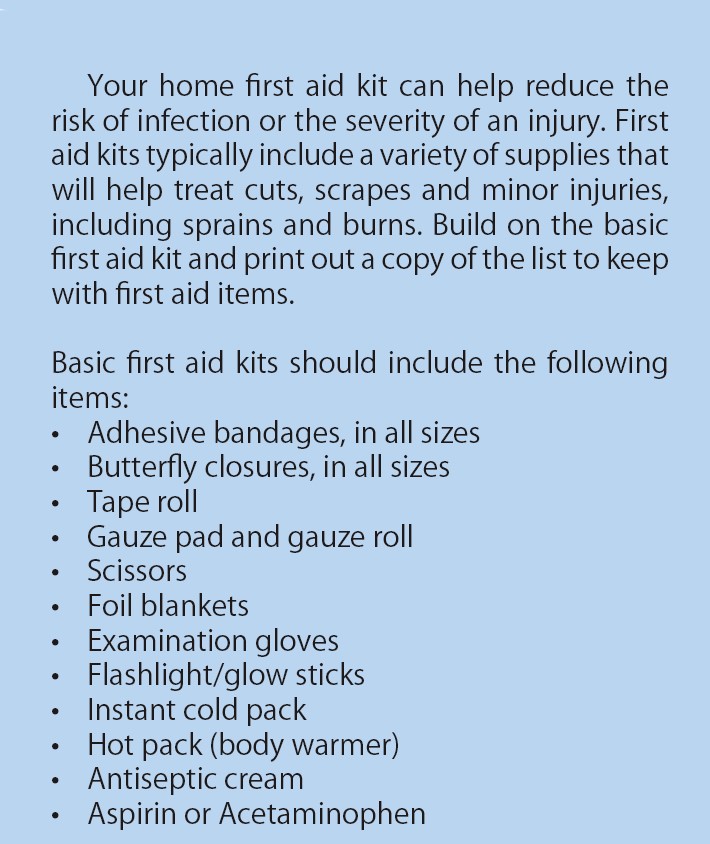 Your home first aid kit can help reduce the
risk of infection or the severity of an injury. First
aid kits typically include a variety of supplies that
will help treat cuts, scrapes and minor injuries,
including sprains and burns. Build on the basic
first aid kit and print out a copy of the list to keep
with first aid items.
Basic first aid kits should include the following
items:
• Adhesive bandages, in all sizes
• Butterfly closures, in all sizes
• Tape roll
• Gauze pad and gauze roll
• Scissors
• Foil blankets
• Examination gloves
• Flashlight/glow sticks
• Instant cold pack
• Hot pack (body warmer)
• Antiseptic cream
• Aspirin or Acetaminophen